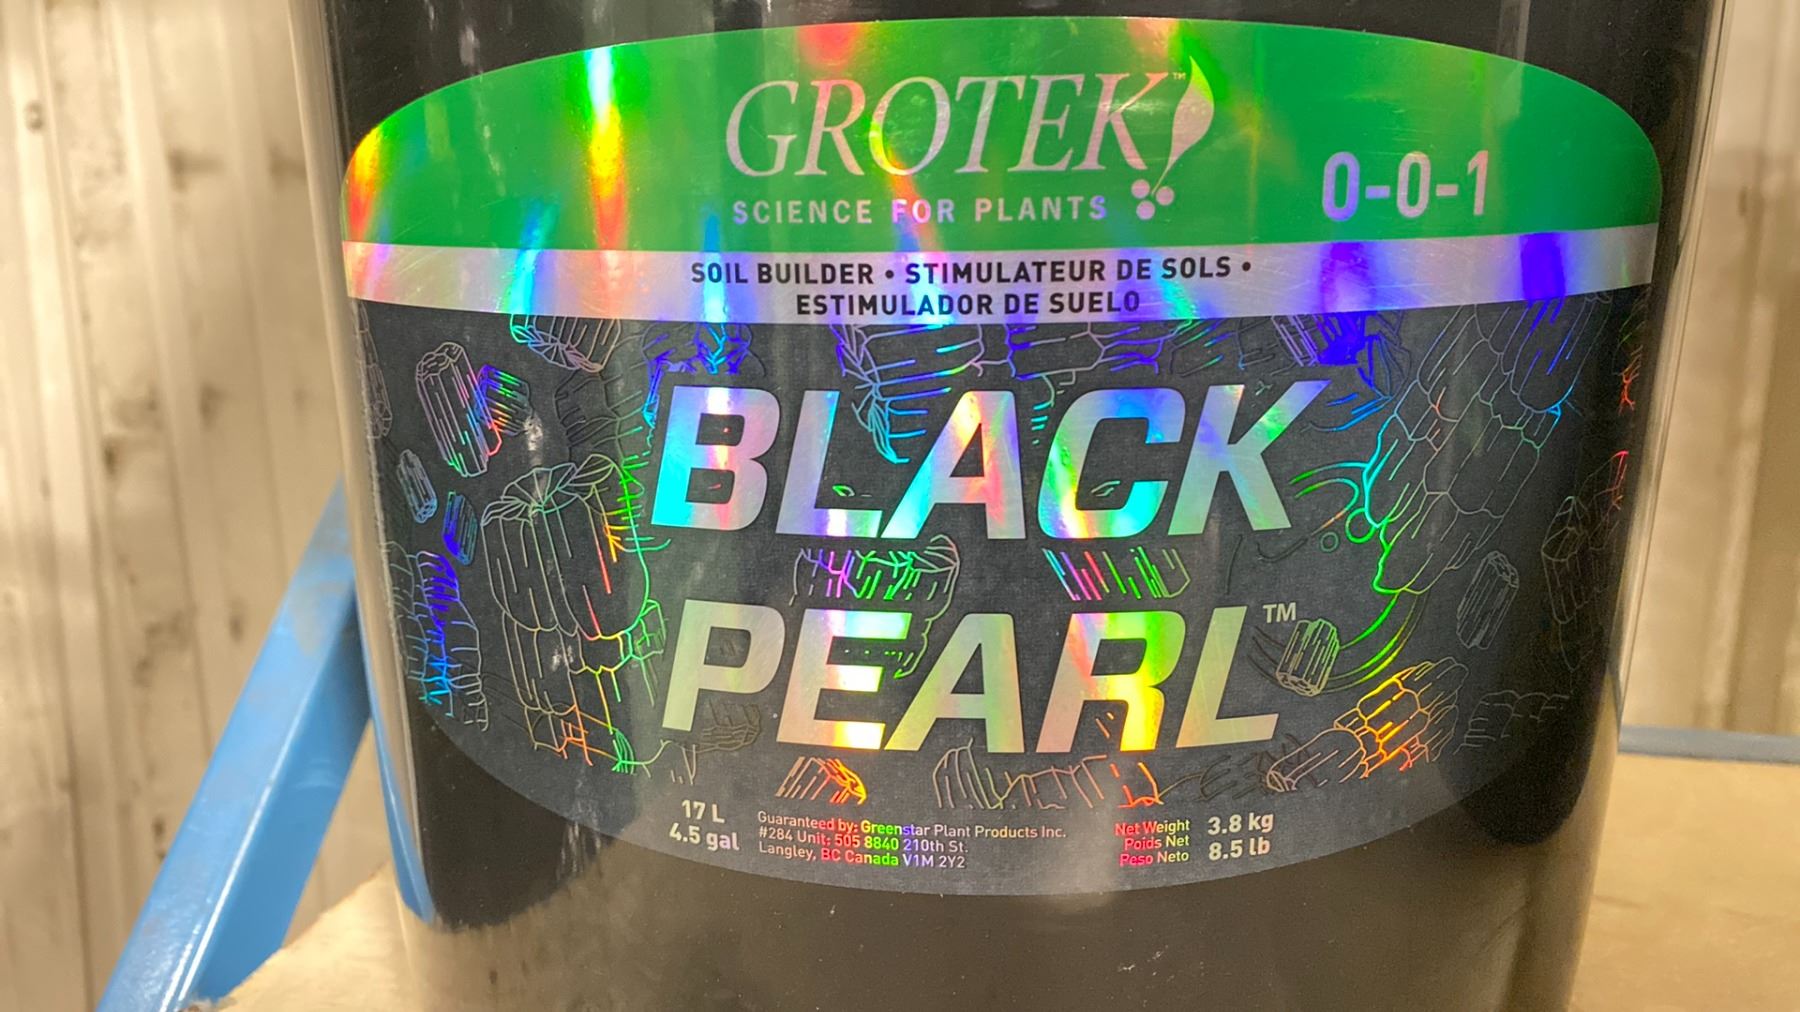 GROTEK™
SCIENCE FOR PLANTS
0-0-1
SOIL BUILDER • STIMULATEUR DE SOLS •
ESTIMULADOR DE SUELO
BLACK
PEARL™
17 L
4.5 gal
Guaranteed by: Greenstar Plant Products Inc.
#284 Unit: 505 8840 210th St.
Langley, BC Canada V1M 2Y2
Net Weight
Poids Net
Peso Neto
3.8 kg
8.5 lb